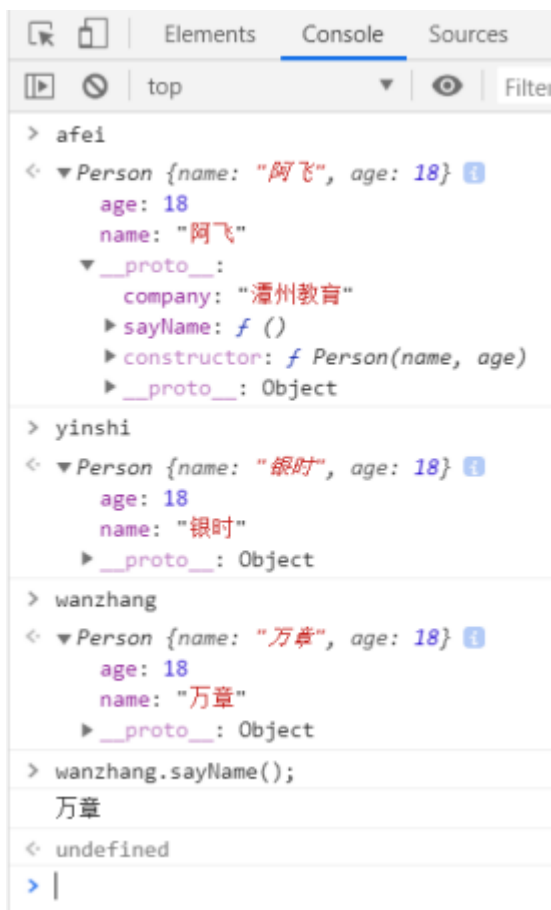 Elements Console Sources
top Filter
> afei
Person {name: "阿飞", age: 18}
age: 18
name: "阿飞"
__proto__:
company: "潭州教育"
sayName: ƒ ()
constructor: ƒ Person(name, age)
__proto__: Object
> yinshi
Person {name: "银时", age: 18}
age: 18
name: "银时"
__proto__: Object
> wanzhang
Person {name: "万章", age: 18}
age: 18
name: "万章"
__proto__: Object
> wanzhang.sayName();
万章
undefined
>